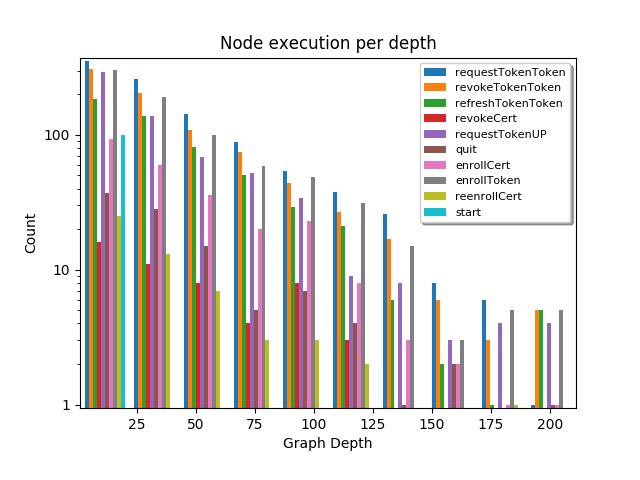 Node execution per depth
requestTokenToken
revokeTokenToken
refreshTokenToken
revokeCert
requestTokenUP
quit
enrollCert
enrollToken
reenrollCert
start
Count
100
10
1
25 50 75 100 125 150 175 200
Graph Depth